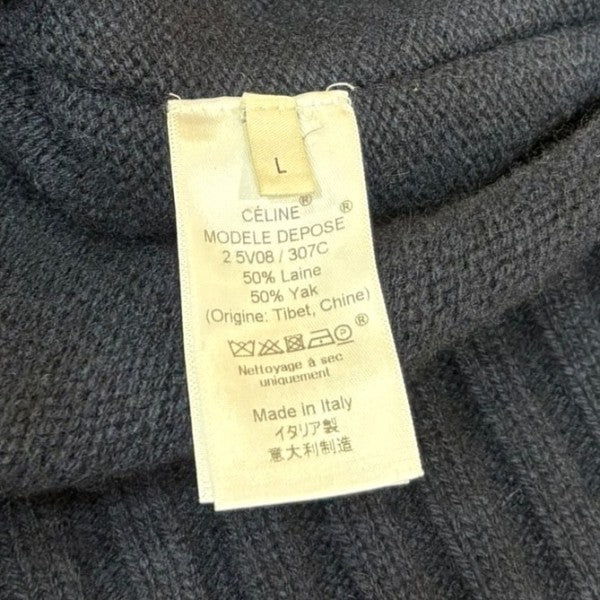 L
CÉLINE®
MODELE DEPOSE®
2 5V08 / 307C
50% Laine
50% Yak
(Origine: Tibet, Chine)
P ®
Nettoyage à sec
uniquement
Made in Italy
イタリア製
意大利制造